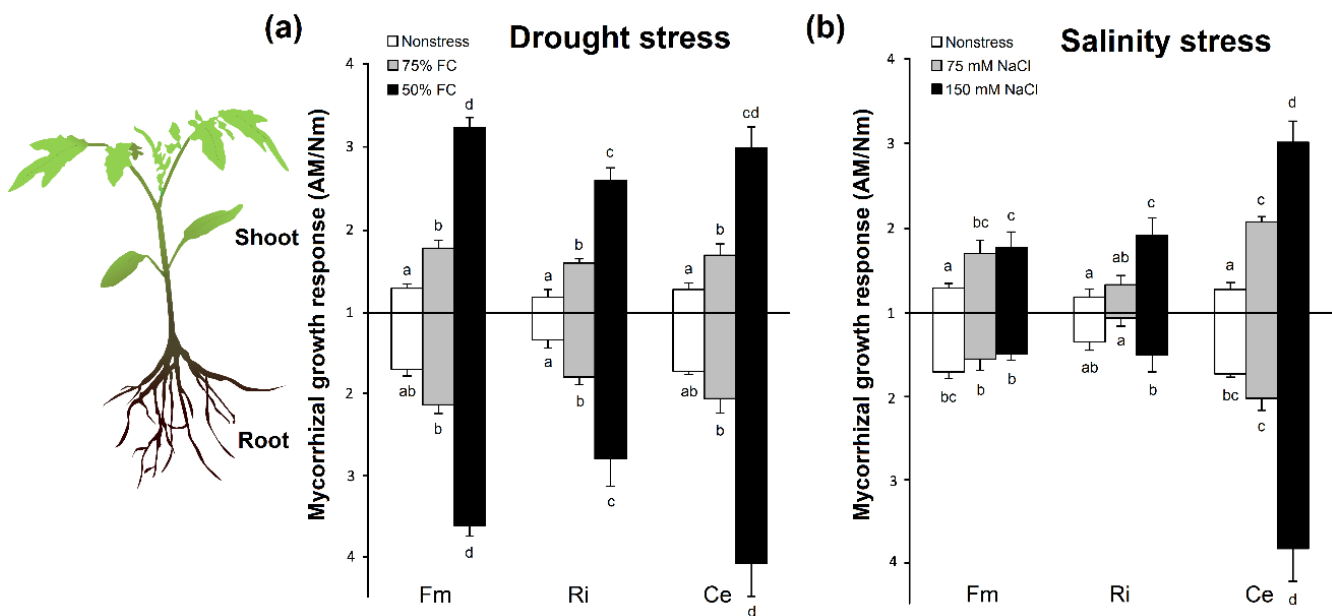 (a)
Drought stress
Nonstress
75% FC
50% FC
Mycorrhizal growth response (AM/Nm)
4
3
2
1
2
3
4
a
b
d
a
b
c
a
b
cd
ab
b
d
a
b
c
ab
b
d
Fm
Ri
Ce
Shoot
Root
(b)
Salinity stress
Nonstress
75 mM NaCl
150 mM NaCl
Mycorrhizal growth response (AM/Nm)
4
3
2
1
2
3
4
a
bc
c
a
ab
c
a
c
d
bc
b
b
ab
a
b
bc
c
d
Fm
Ri
Ce